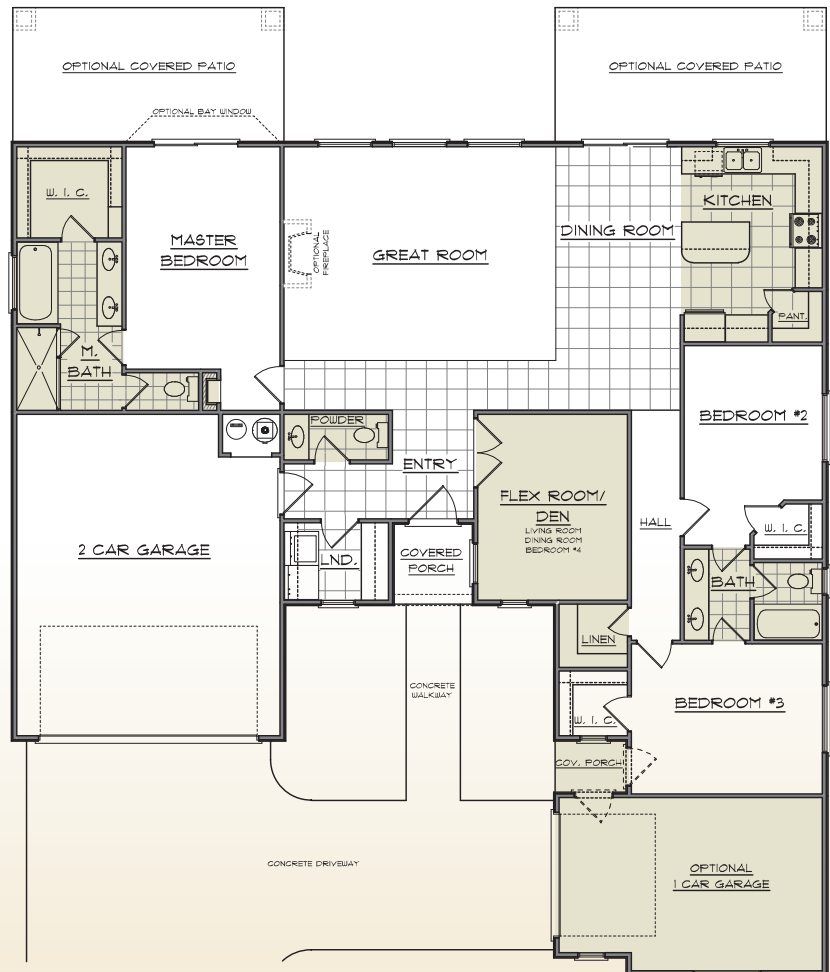 OPTIONAL COVERED PATIO
OPTIONAL COVERED PATIO
OPTIONAL BAY WINDOW
W. I. C.
KITCHEN
MASTER
BEDROOM
OPTIONAL
FIREPLACE
GREAT ROOM
DINING ROOM
PANT.
M.
BATH
POWDER
BEDROOM #2
ENTRY
FLEX ROOM/
DEN
LIVING ROOM
DINING ROOM
BEDROOM #4
HALL
W. I. C.
2 CAR GARAGE
LND.
COVERED
PORCH
BATH
LINEN
CONCRETE
WALKWAY
W. I. C.
BEDROOM #3
COV. PORCH
CONCRETE DRIVEWAY
OPTIONAL
1 CAR GARAGE